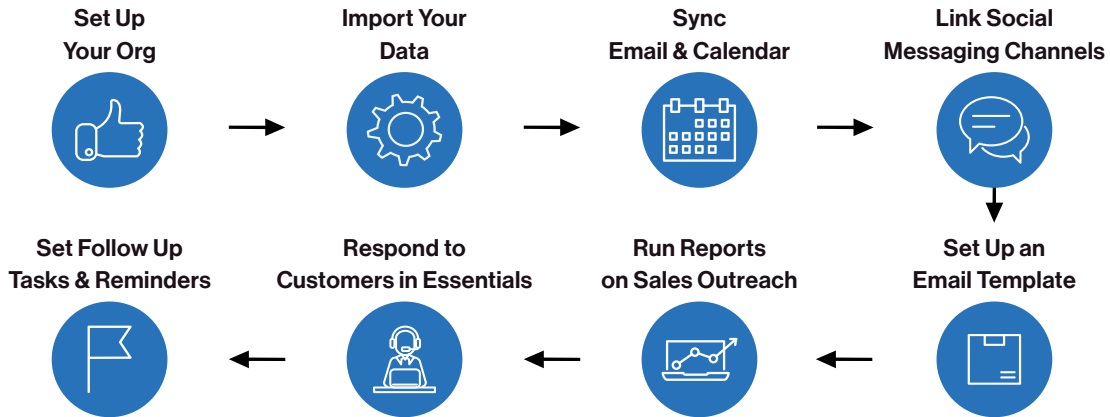 Set Up
Your Org
Import Your
Data
Sync
Email & Calendar
Link Social
Messaging Channels
Set Up an
Email Template
Run Reports
on Sales Outreach
Respond to
Customers in Essentials
Set Follow Up
Tasks & Reminders